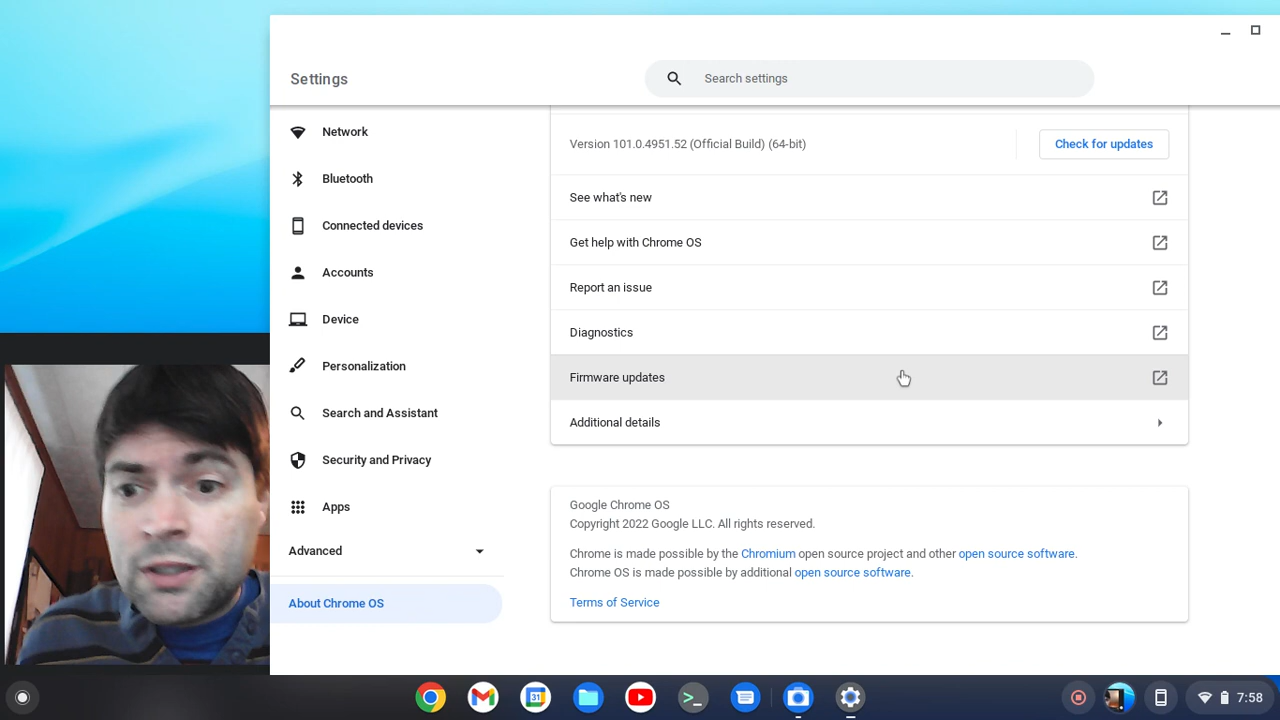 Settings
Search settings
Network
Bluetooth
Connected devices
Accounts
Device
Personalization
Search and Assistant
Security and Privacy
Apps
Advanced
About Chrome OS
Version 101.0.4951.52 (Official Build) (64-bit)
Check for updates
See what's new
Get help with Chrome OS
Report an issue
Diagnostics
Firmware updates
Additional details
Google Chrome OS
Copyright 2022 Google LLC. All rights reserved.
Chrome is made possible by the Chromium open source project and other open source software.
Chrome OS is made possible by additional open source software.
Terms of Service
31
7:58